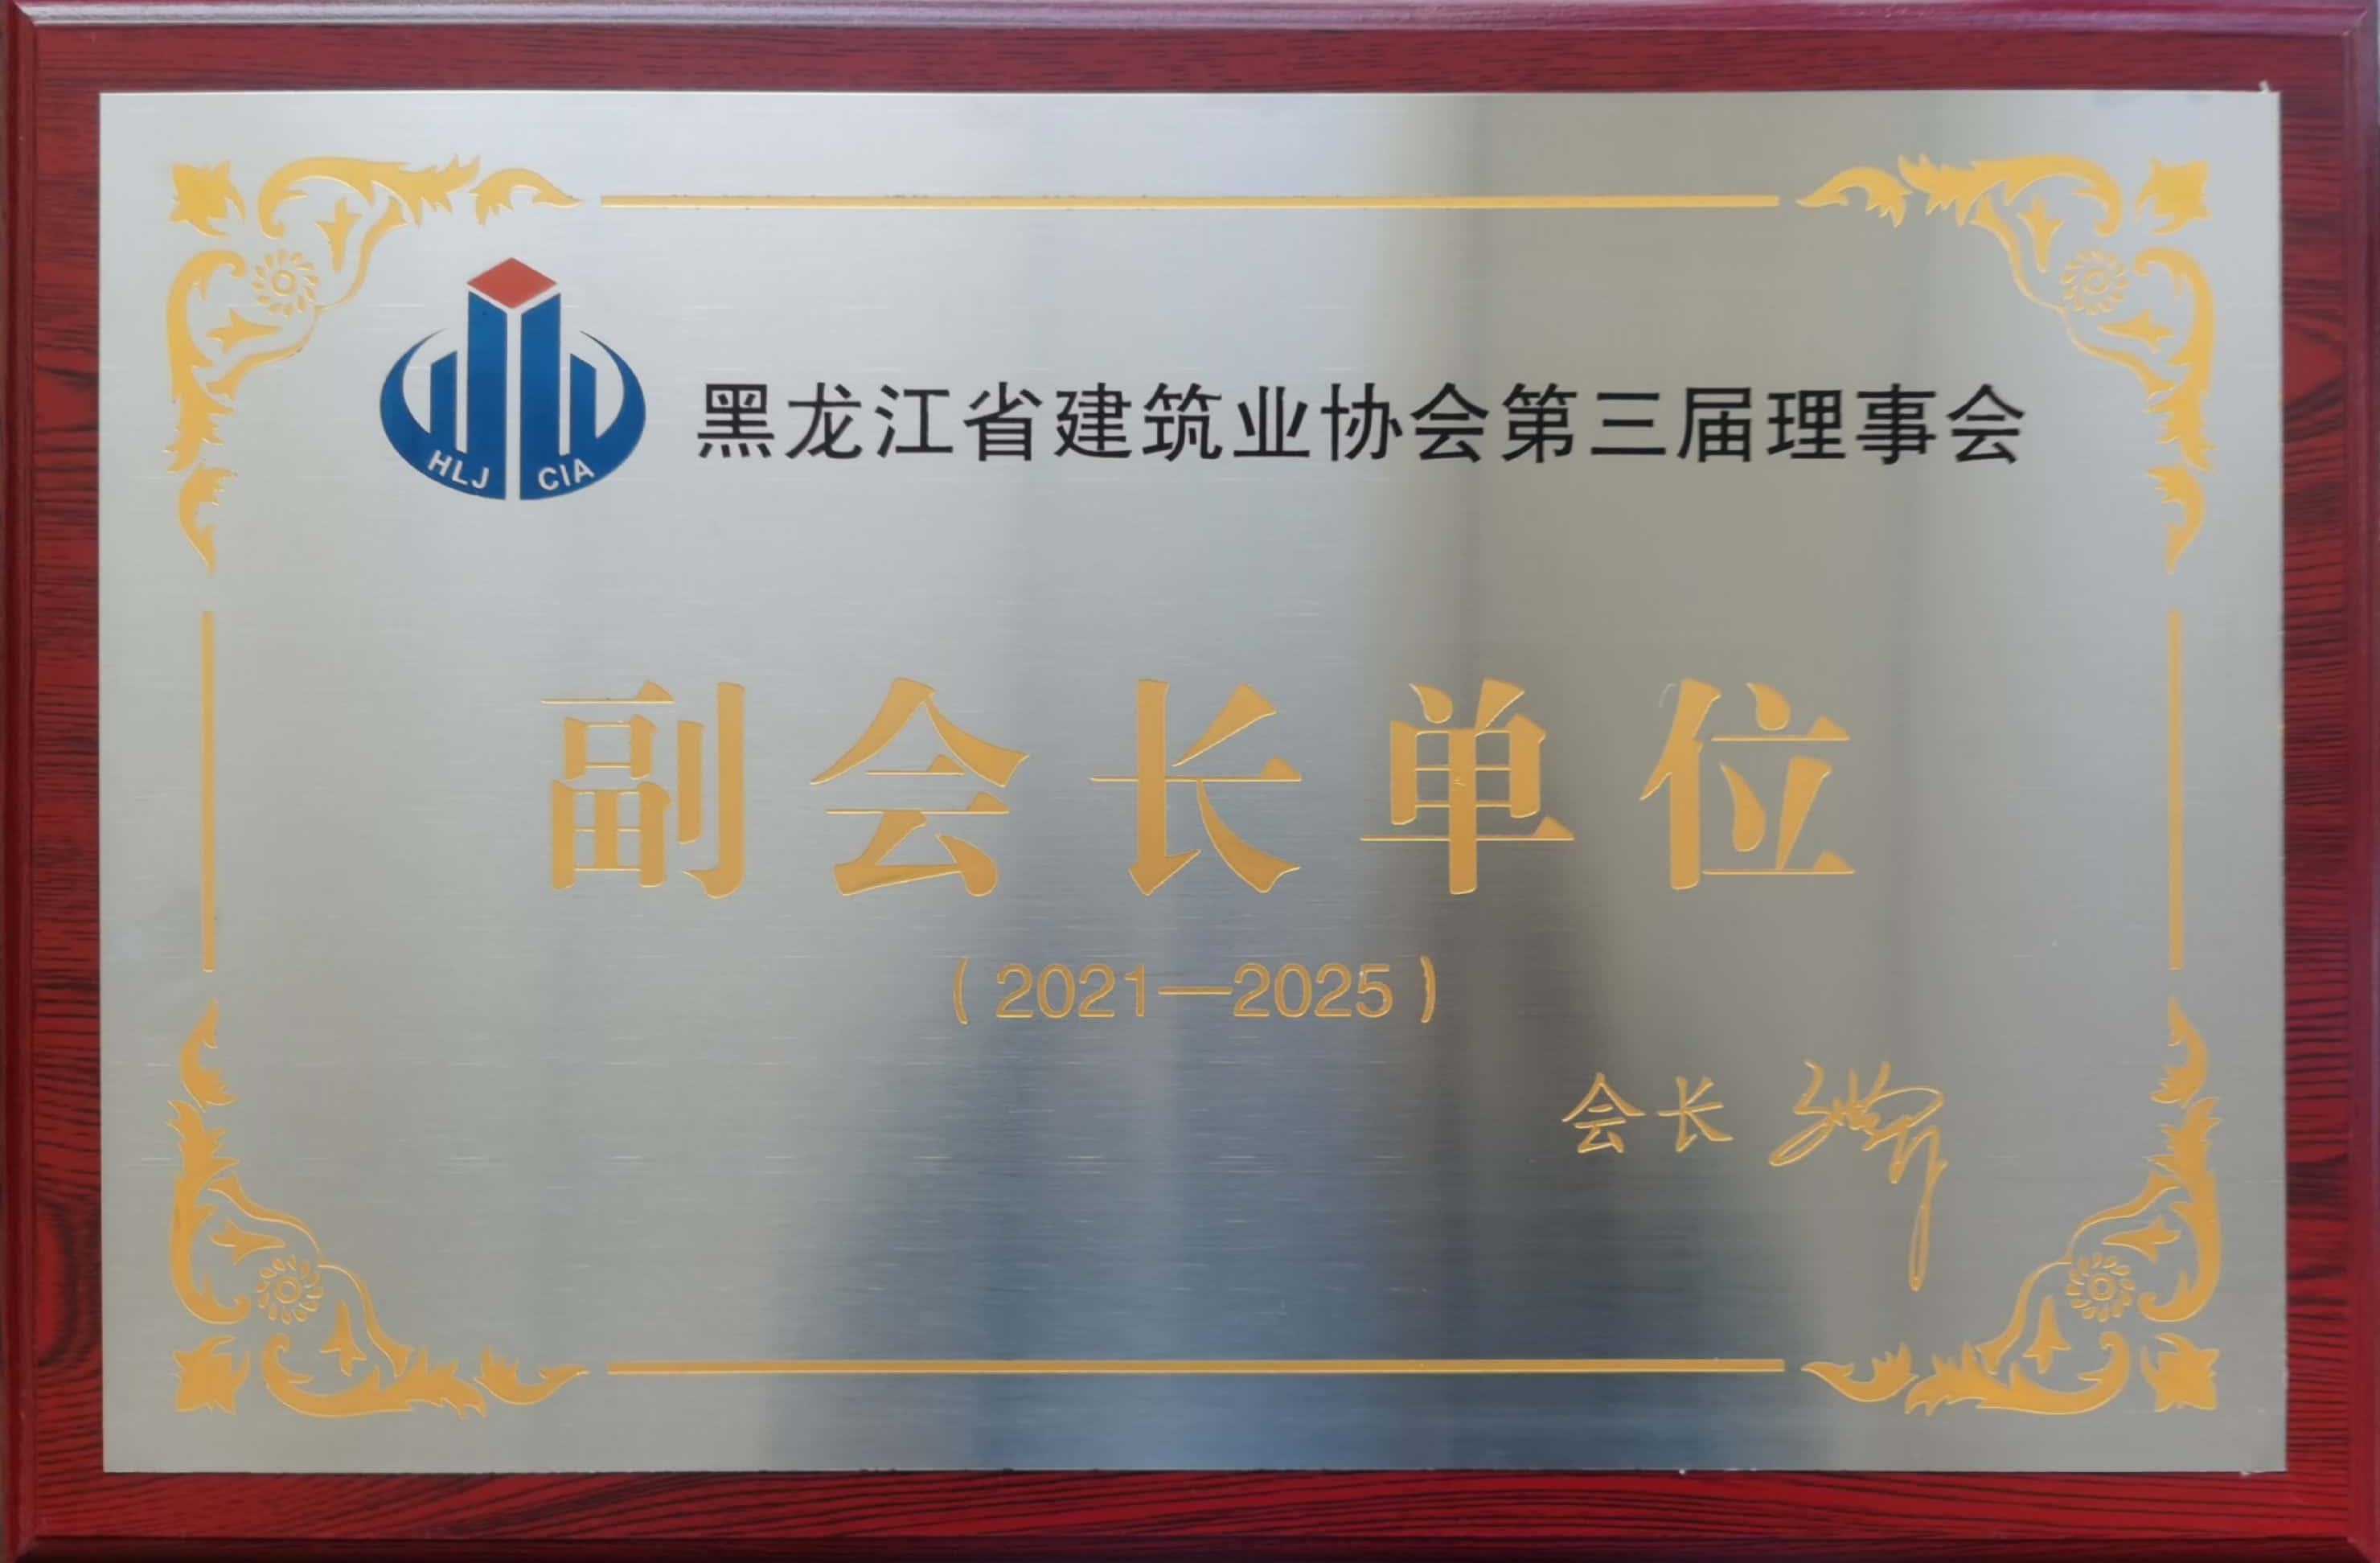 HLJ CIA
黑龙江省建筑业协会第三届理事会
副会长单位
（2021—2025）
会长